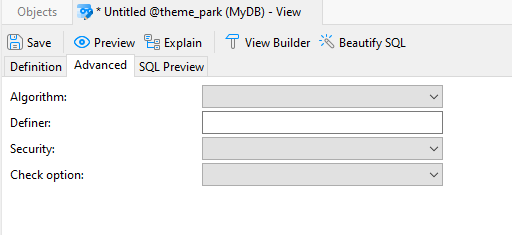 Objects * Untitled @theme_park (MyDB) - View
Save Preview Explain View Builder Beautify SQL
Definition Advanced SQL Preview
Algorithm:
Definer:
Security:
Check option: